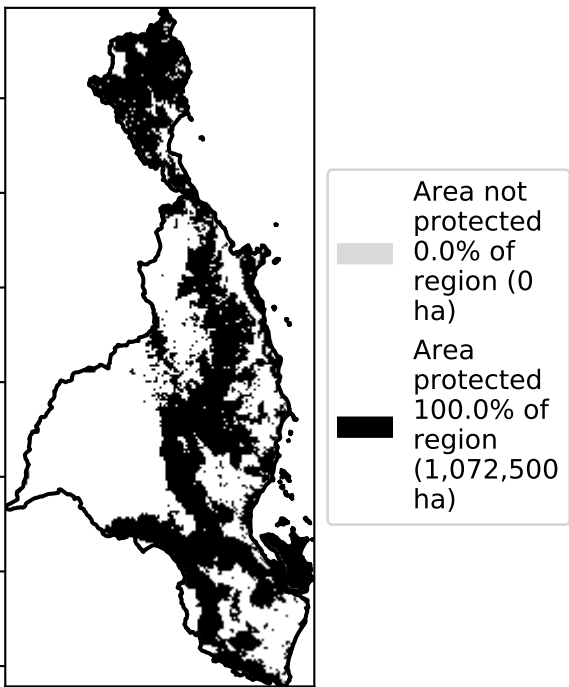 Area not
protected
0.0% of
region (0
ha)
Area
protected
100.0% of
region
(1,072,500
ha)